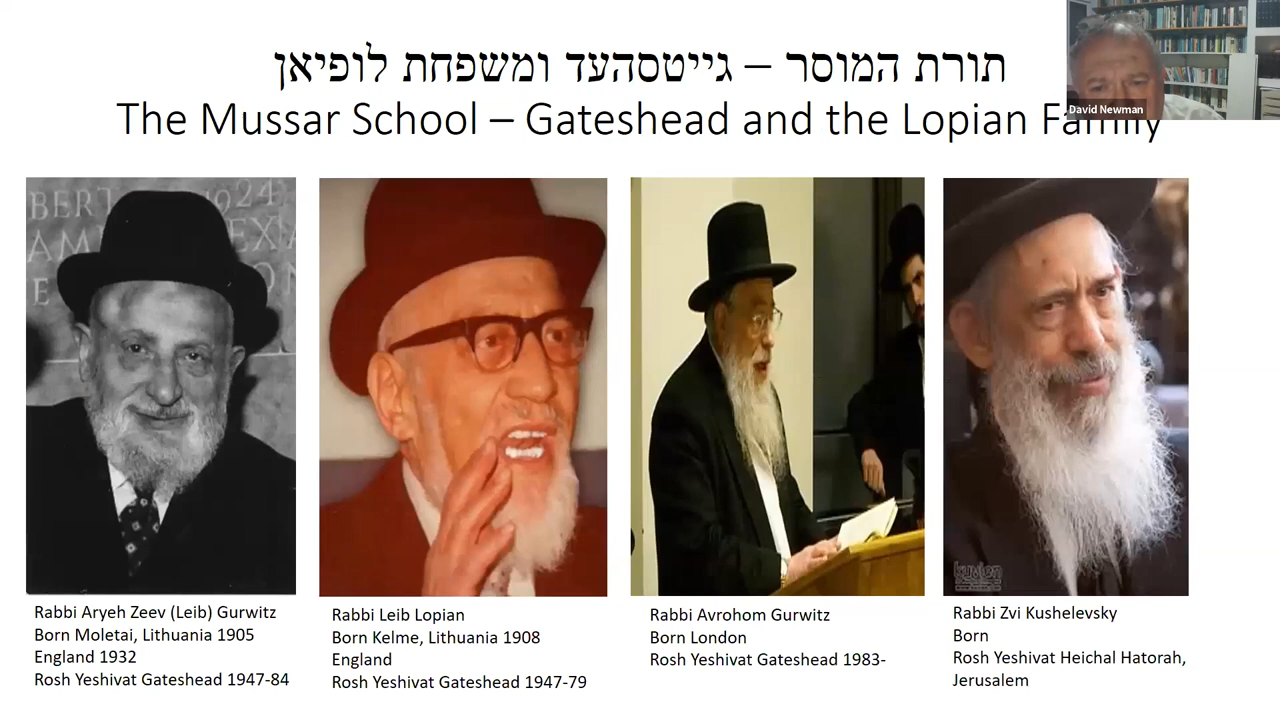 תורת המוסר – גייטסהעד ומשפחת לופיאן
The Mussar School – Gateshead and the Lopian Family
David Newman
BERT 1924
Rabbi Aryeh Zeev (Leib) Gurwitz
Born Moletai, Lithuania 1905
England 1932
Rosh Yeshivat Gateshead 1947-84
Rabbi Leib Lopian
Born Kelme, Lithuania 1908
England
Rosh Yeshivat Gateshead 1947-79
Rabbi Avrohom Gurwitz
Born London
Rosh Yeshivat Gateshead 1983-
kuvien
Rabbi Zvi Kushelevsky
Born
Rosh Yeshivat Heichal Hatorah,
Jerusalem